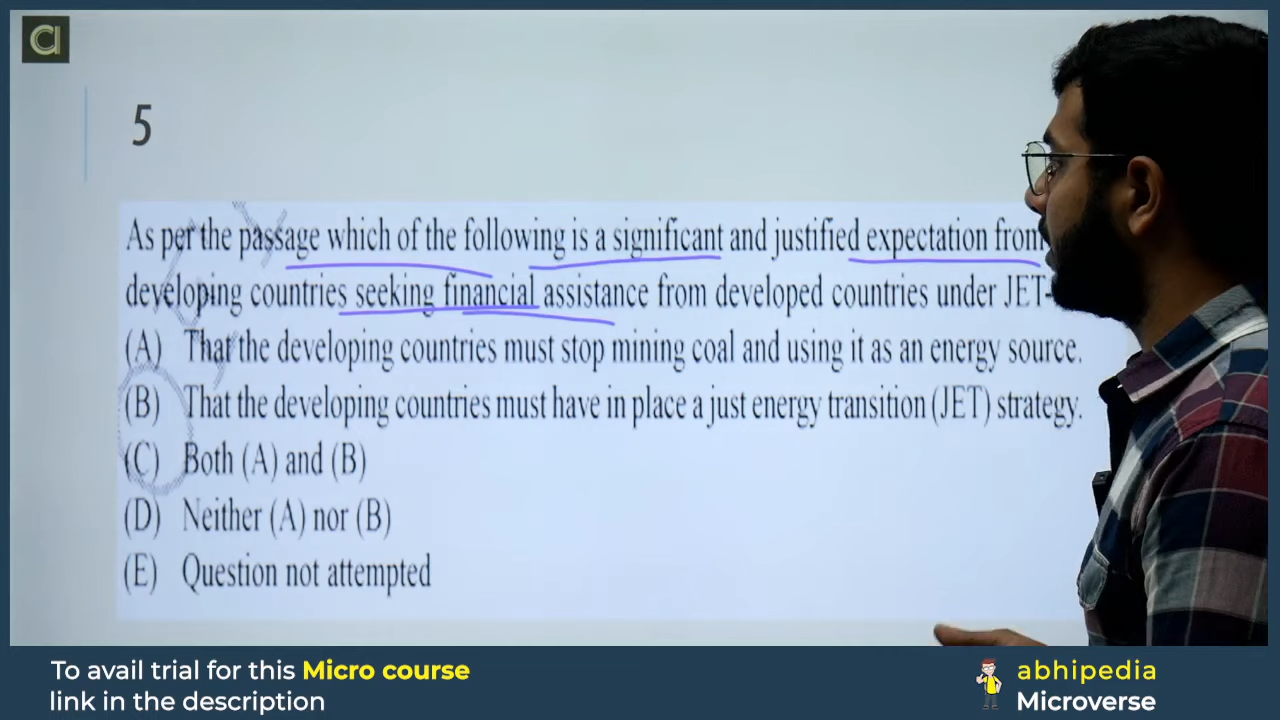 a
5
As per the passage which of the following is a significant and justified expectation from
developing countries seeking financial assistance from developed countries under JET-
(A) That the developing countries must stop mining coal and using it as an energy source.
(B) That the developing countries must have in place a just energy transition (JET) strategy.
(C) Both (A) and (B)
(D) Neither (A) nor (B)
(E) Question not attempted
To avail trial for this Micro course
link in the description
abhipedia
Microverse